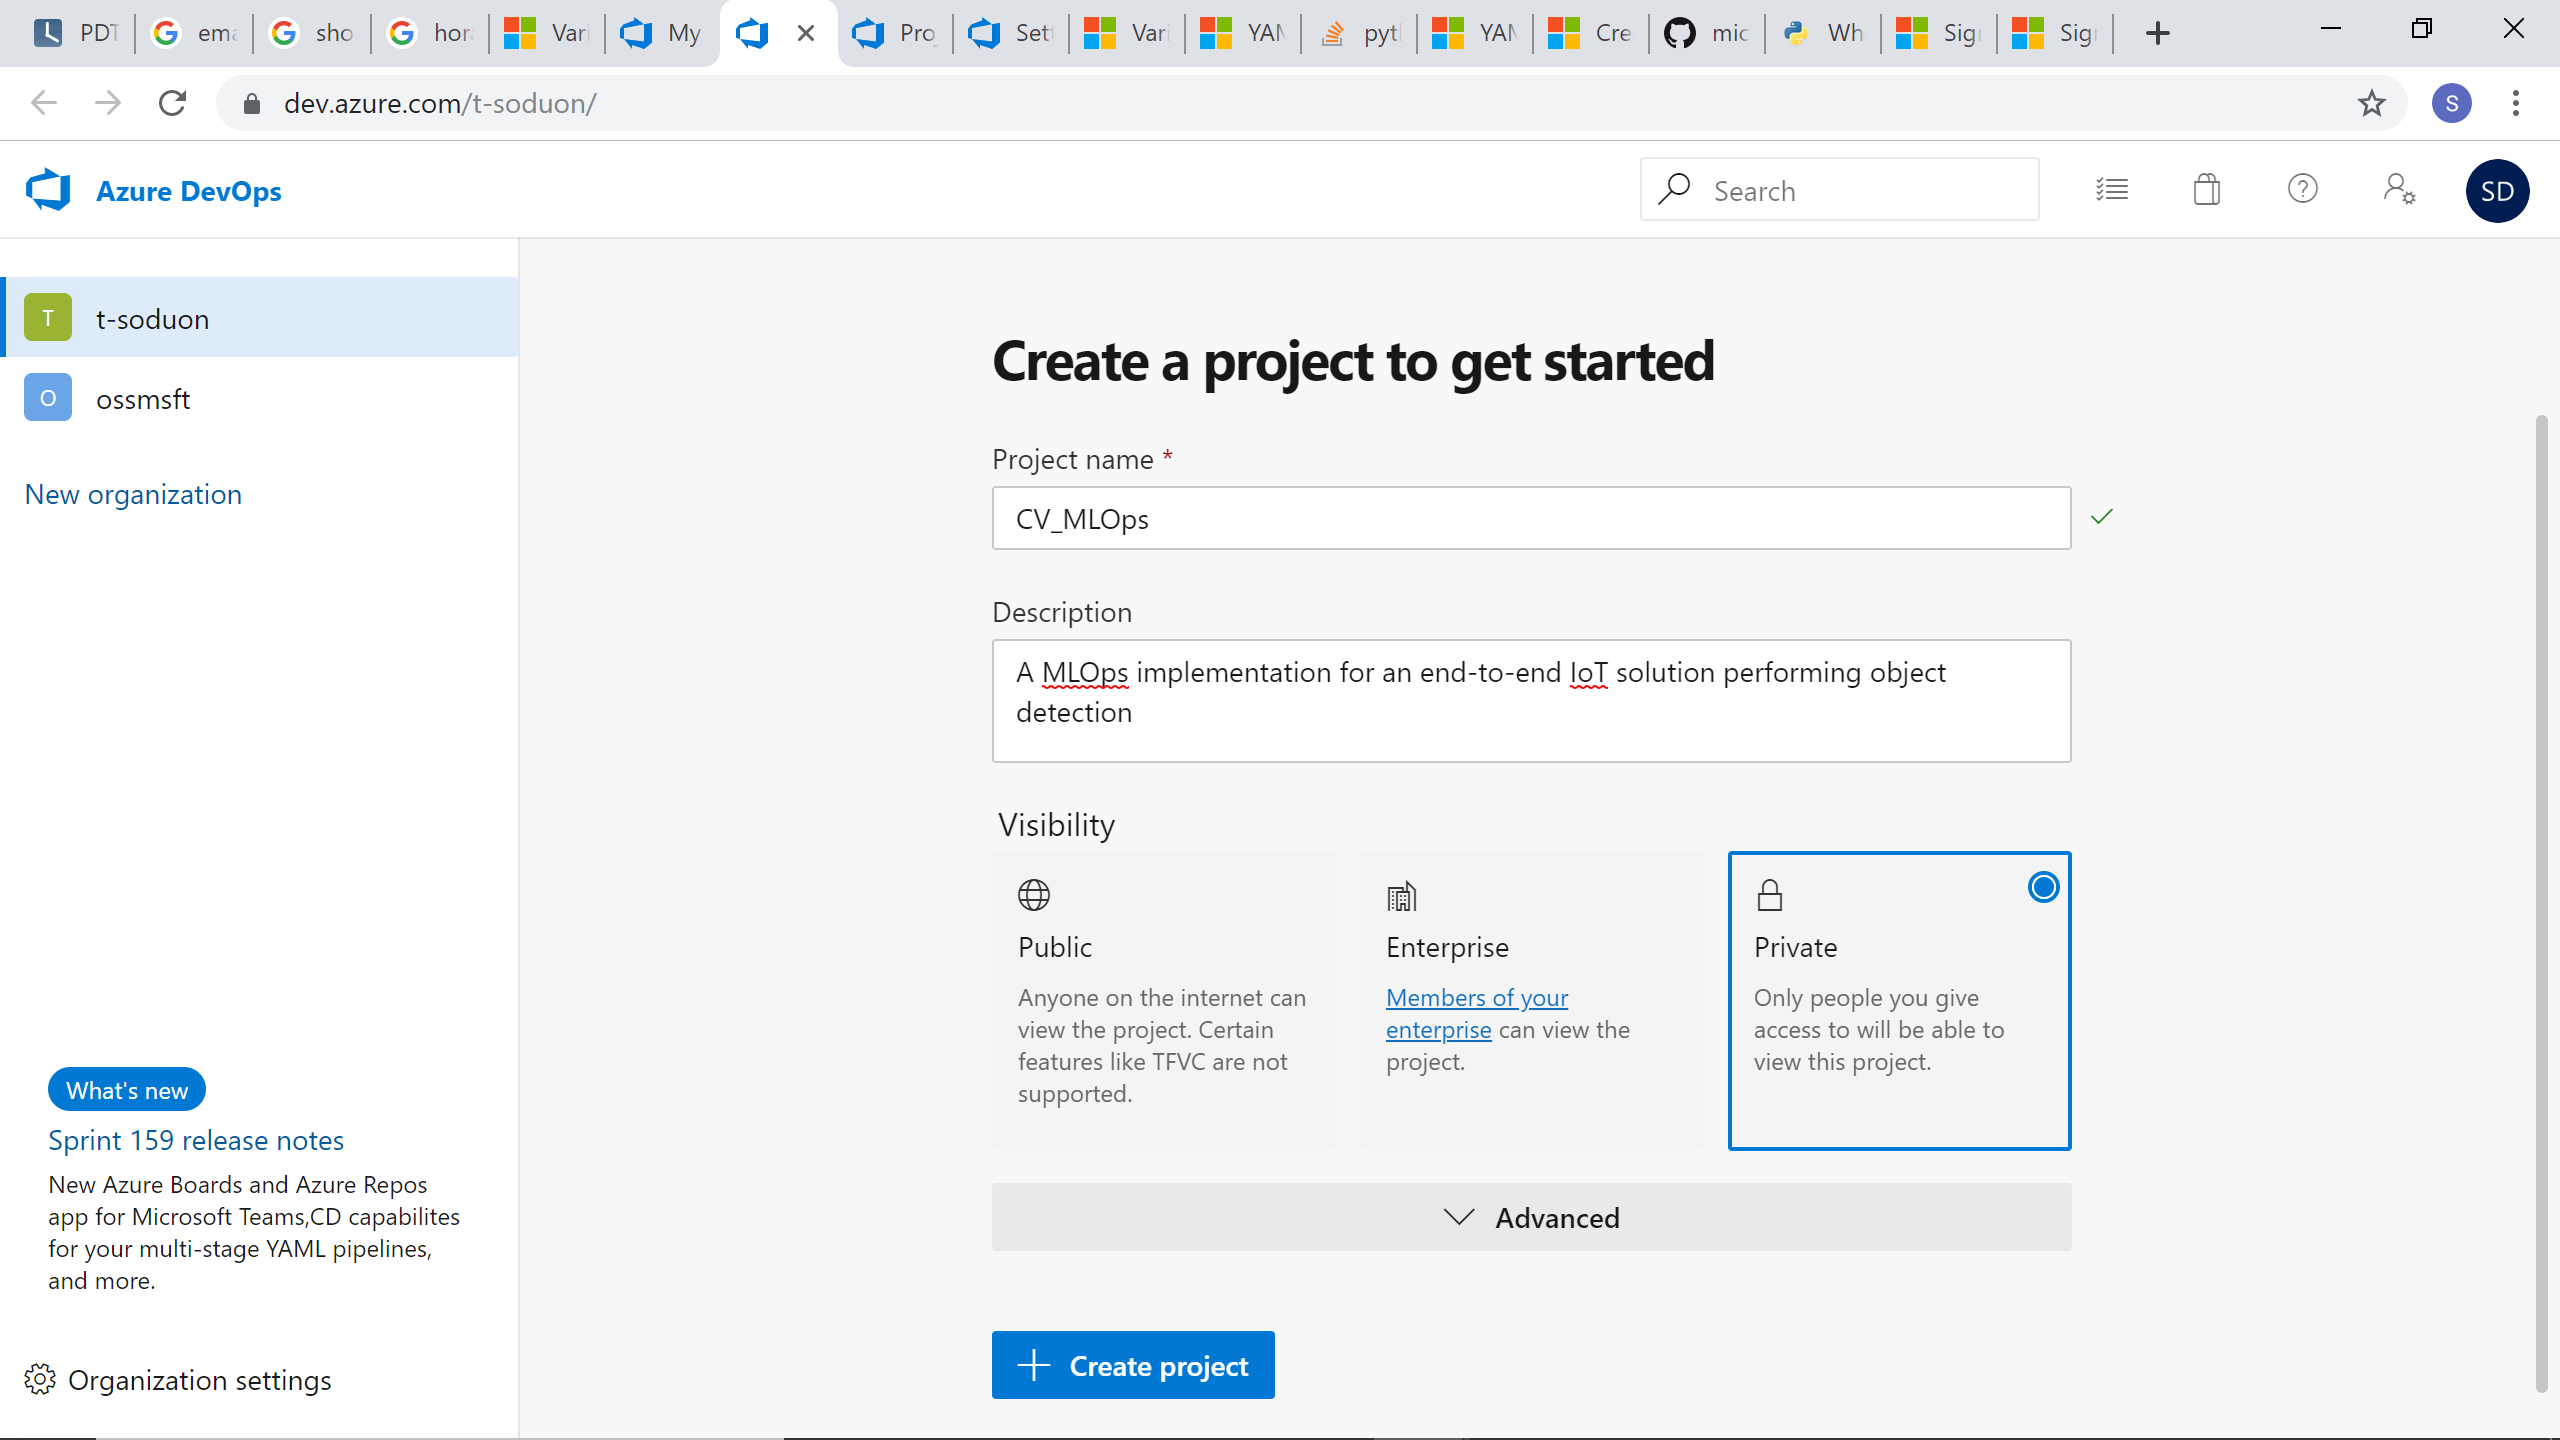 PDT
ema
sho
hor
Vari
My
Pro
Sett
Vari
YAM
pyt
YAM
Cre
mic
Wh
Sig
Sig
dev.azure.com/t-soduon/
S
Azure DevOps
Search
SD
T t-soduon
O ossmsft
New organization
Create a project to get started
Project name *
CV_MLOps
Description
A MLOps implementation for an end-to-end IoT solution performing object
detection
Visibility
Public
Anyone on the internet can
view the project. Certain
features like TFVC are not
supported.
Enterprise
Members of your
enterprise can view the
project.
Private
Only people you give
access to will be able to
view this project.
Advanced
Create project
What's new
Sprint 159 release notes
New Azure Boards and Azure Repos
app for Microsoft Teams,CD capabilites
for your multi-stage YAML pipelines,
and more.
Organization settings